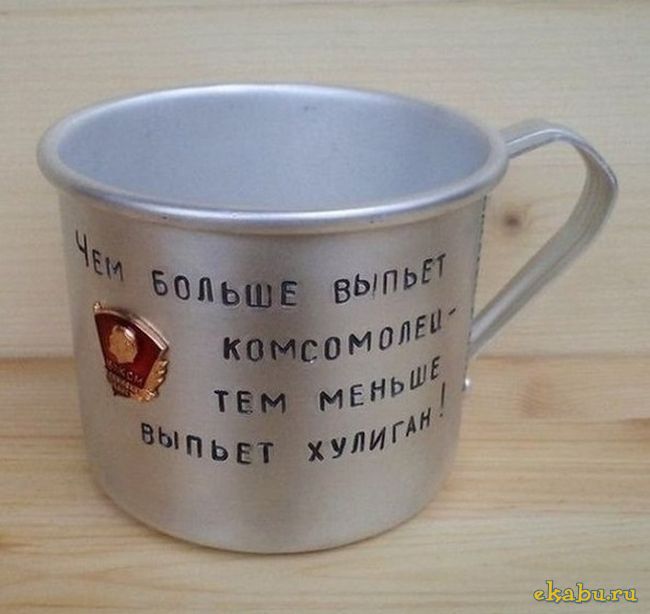 Чем больше выпьет
комсомолец -
тем меньше
выпьет хулиган!
ekabu.ru